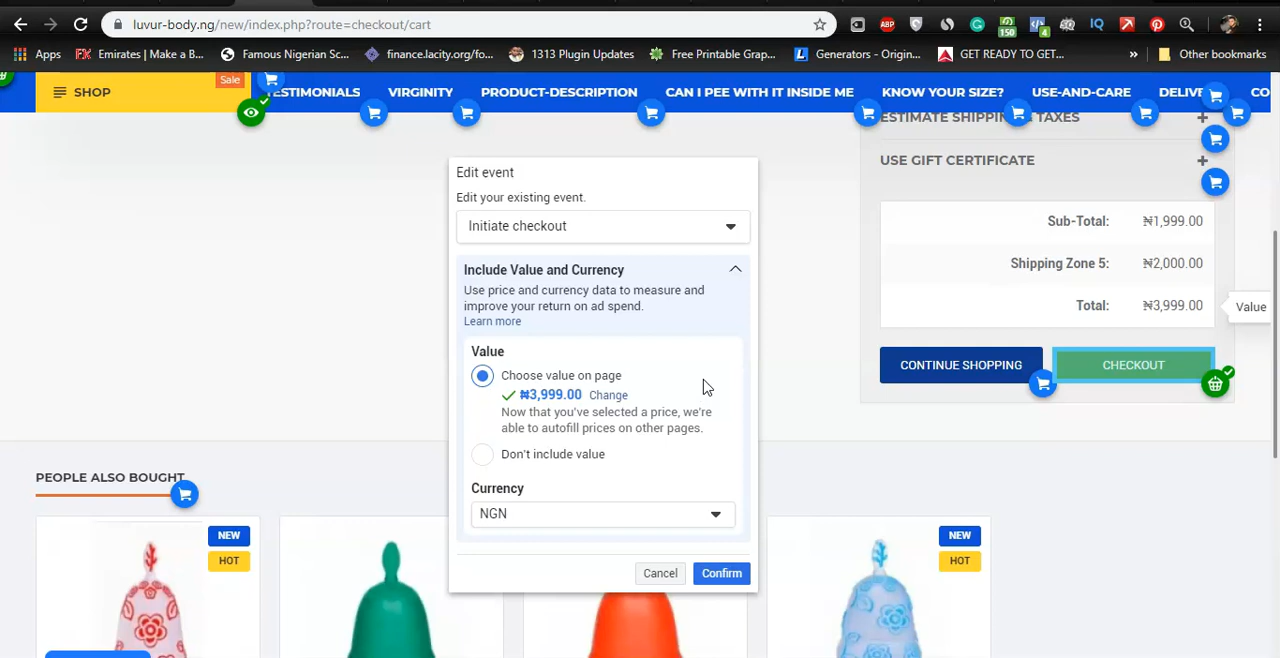 luvur-body.ng/new/index.php?route=checkout/cart
ABP
150
4
IQ
Apps
Emirates | Make a B...
Famous Nigerian Sc...
finance.lacity.org/fo...
1313 Plugin Updates
Free Printable Grap...
Generators - Origin...
GET READY TO GET...
»
Other bookmarks
SHOP
Sale
TESTIMONIALS
VIRGINITY
PRODUCT-DESCRIPTION
CAN I PEE WITH IT INSIDE ME
KNOW YOUR SIZE?
USE-AND-CARE
DELIVE
CO
ESTIMATE SHIPPING & TAXES
+
USE GIFT CERTIFICATE
+
Sub-Total: ₦1,999.00
Shipping Zone 5: ₦2,000.00
Total: ₦3,999.00
Value
CONTINUE SHOPPING
CHECKOUT
Edit event
Edit your existing event.
Initiate checkout
Include Value and Currency
Use price and currency data to measure and
improve your return on ad spend.
Learn more
Value
Choose value on page
₦3,999.00 Change
Now that you've selected a price, we're
able to autofill prices on other pages.
Don't include value
Currency
NGN
Cancel
Confirm
PEOPLE ALSO BOUGHT
NEW
HOT
NEW
HOT